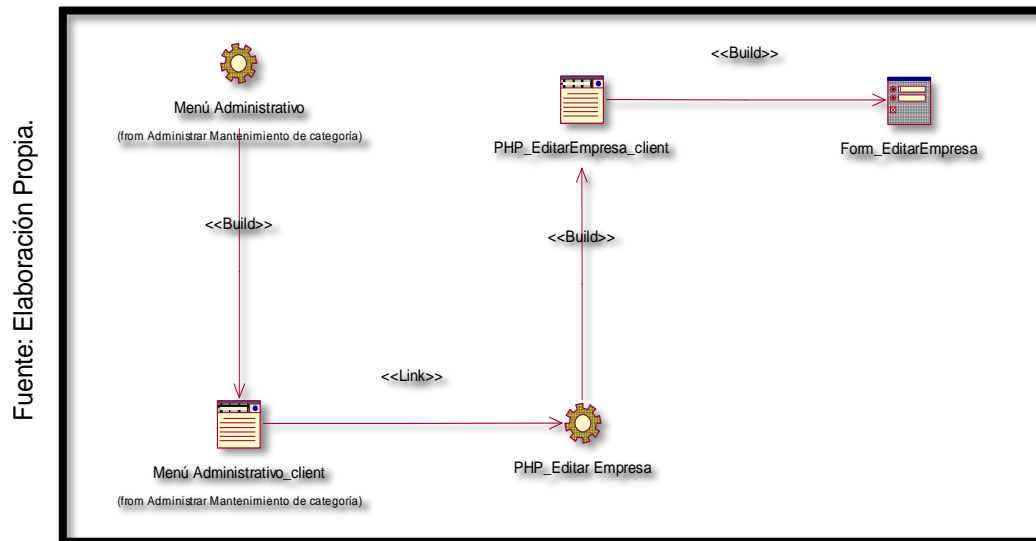 Fuente: Elaboración Propia.
Menú Administrativo
(from Administrar Mantenimiento de categoría)
<<Build>>
Menú Administrativo_client
(from Administrar Mantenimiento de categoría)
<<Link>>
PHP_Editar Empresa
<<Build>>
PHP_EditarEmpresa_client
<<Build>>
Form_EditarEmpresa